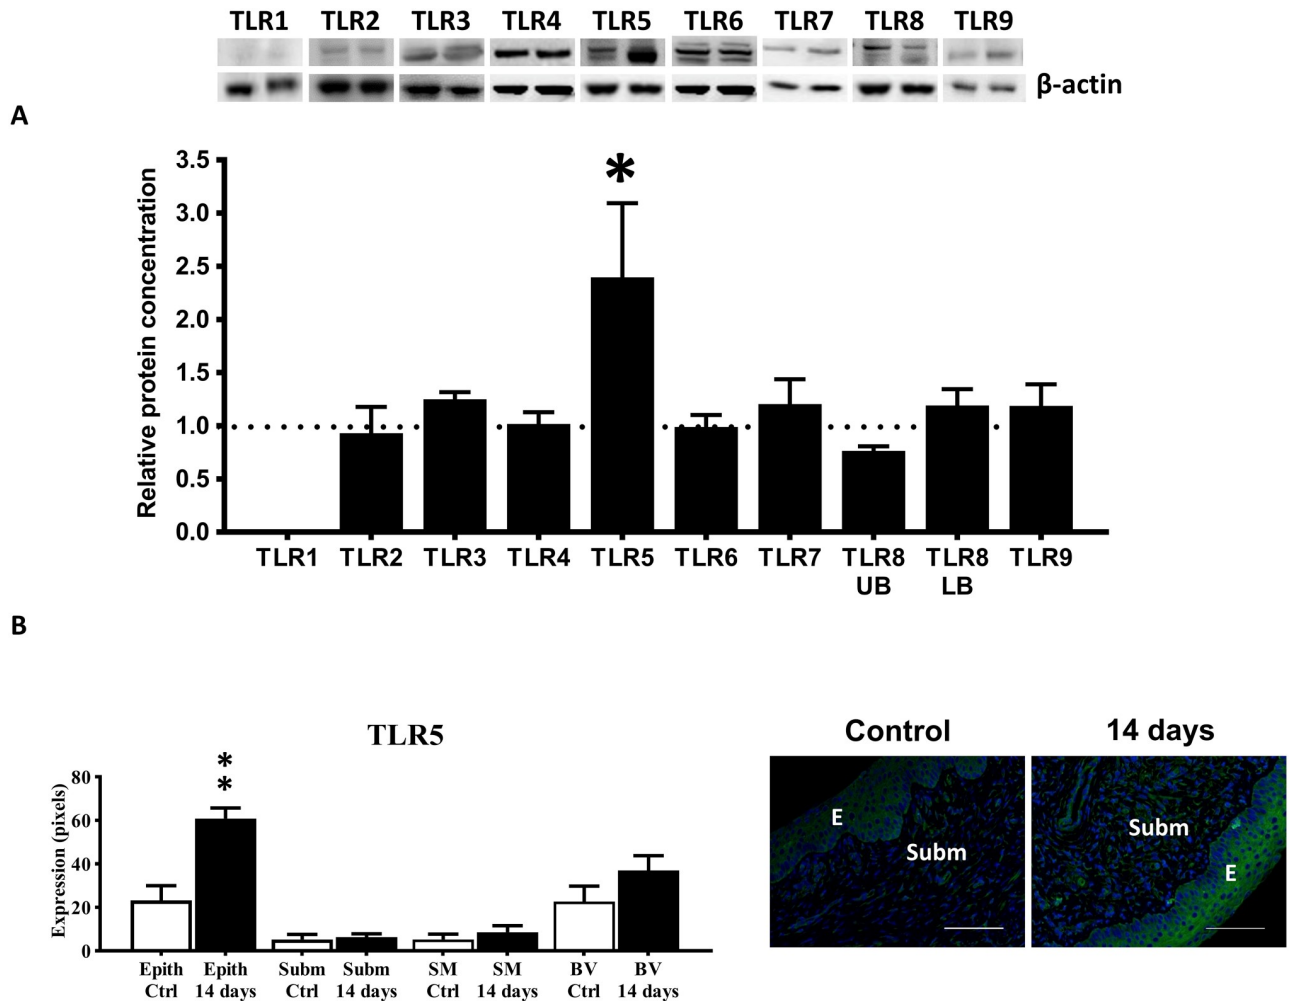 TLR1 TLR2 TLR3 TLR4 TLR5 TLR6 TLR7 TLR8 TLR9
β-actin
A
Relative protein concentration
3.5
3.0
2.5
2.0
1.5
1.0
0.5
0.0
*
TLR1 TLR2 TLR3 TLR4 TLR5 TLR6 TLR7 TLR8 TLR8 TLR9
UB LB
B
TLR5
Expression (pixels)
80
60
40
20
0
*
*
Epith Epith Subm Subm SM SM BV BV
Ctrl 14 days Ctrl 14 days Ctrl 14 days Ctrl 14 days
Control 14 days
E
Subm
Subm
E